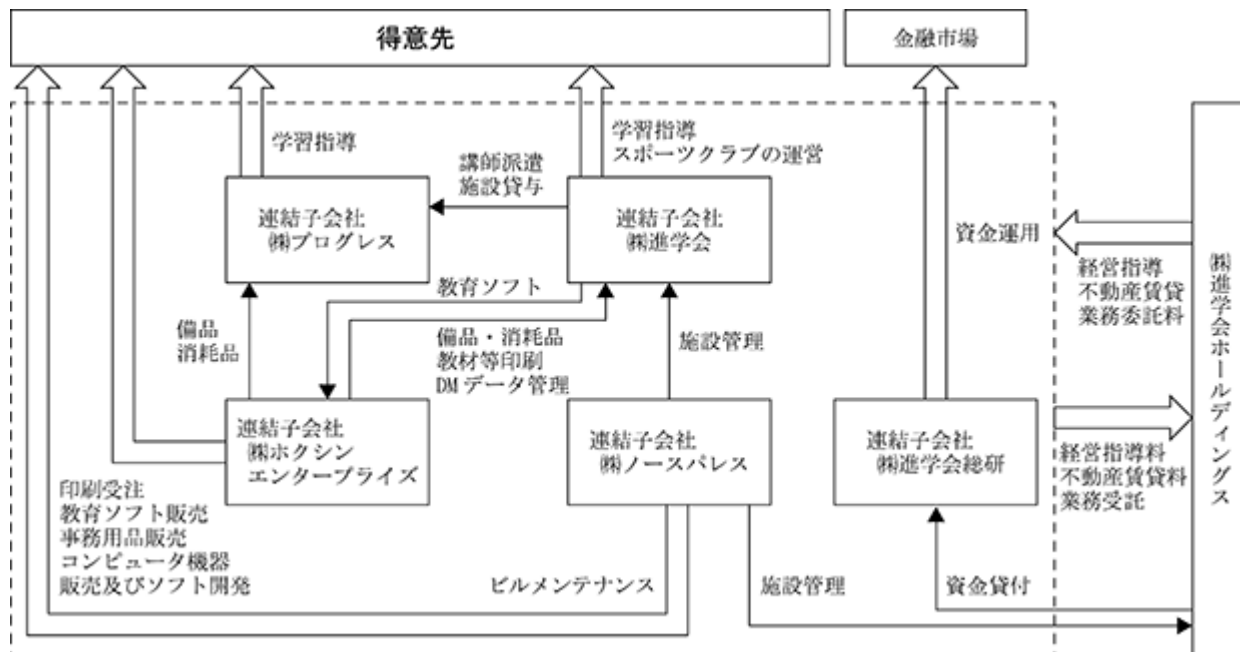 得意先
金融市場
学習指導
学習指導
スポーツクラブの運営
講師派遣
施設貸与
連結子会社
㈱プログレス
連結子会社
㈱進学会
資金運用
経営指導
不動産賃貸
業務委託料
㈱進学会ホールディングス
教育ソフト
備品
消耗品
備品・消耗品
教材等印刷
DMデータ管理
施設管理
連結子会社
㈱ホクシン
エンタープライズ
連結子会社
㈱ノースパレス
連結子会社
㈱進学会総研
経営指導料
不動産賃貸料
業務受託
印刷受注
教育ソフト販売
事務用品販売
コンピュータ機器
販売及びソフト開発
ビルメンテナンス
施設管理
資金貸付